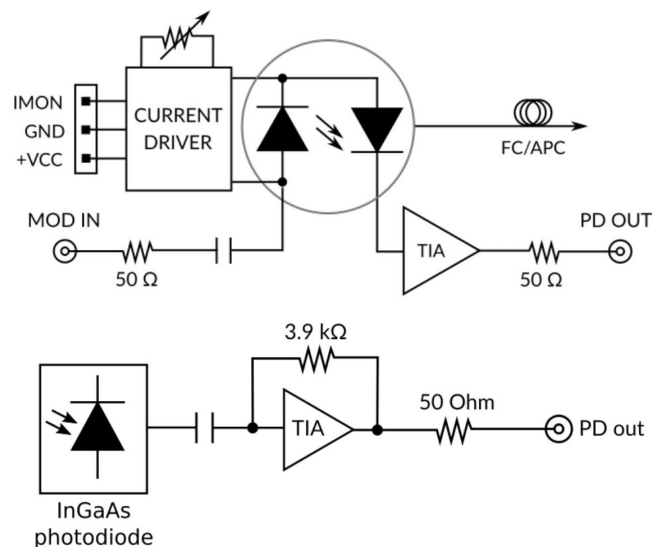 IMON
GND
+VCC
CURRENT
DRIVER
FC/APC
MOD IN
50 Ω
TIA
PD OUT
50 Ω
3.9 kΩ
TIA
50 Ohm
PD out
InGaAs
photodiode